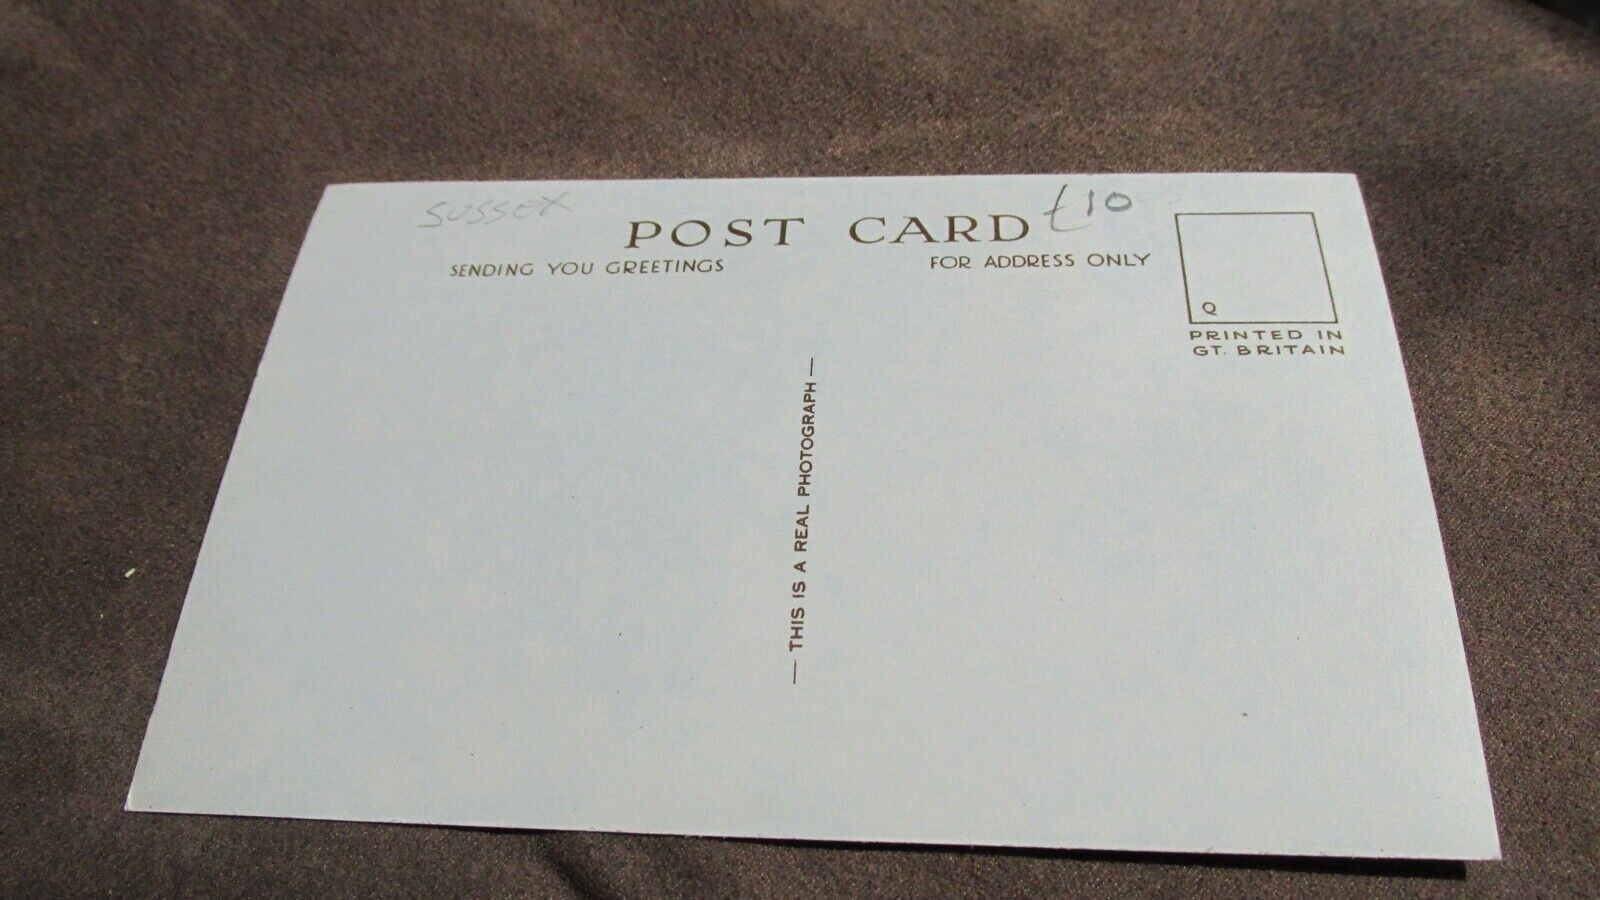 SUSSEX
£10
POST CARD
SENDING YOU GREETINGS
FOR ADDRESS ONLY
Q
PRINTED IN
GT. BRITAIN
— THIS IS A REAL PHOTOGRAPH —